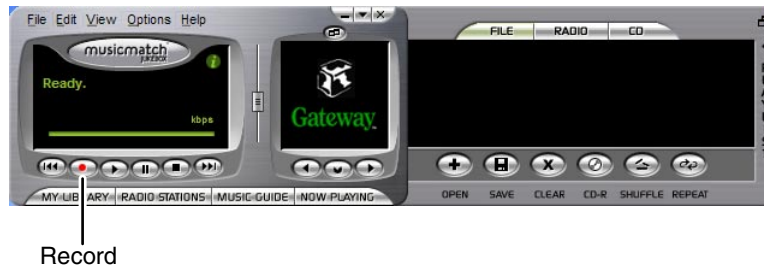 File Edit View Options Help
musicmatch
jukebox
i
Ready.
kbps
Gateway
MY LIBRARY RADIO STATIONS MUSIC GUIDE NOW PLAYING
FILE RADIO CD
OPEN SAVE CLEAR CD-R SHUFFLE REPEAT
Record